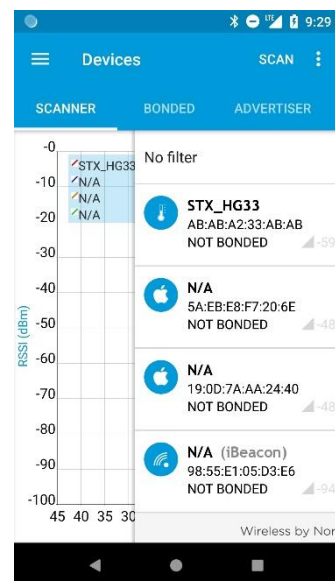 LTE 9:29
Devices SCAN
SCANNER BONDED ADVERTISER
-0
-10
-20
-30
-40
-50
-60
-70
-80
-90
-100
RSSI (dBm)
45 40 35 30
STX_HG33
N/A
N/A
N/A
No filter
STX_HG33
AB:AB:A2:33:AB:AB
NOT BONDED -59
N/A
5A:EB:E8:F7:20:6E
NOT BONDED -48
N/A
19:0D:7A:AA:24:40
NOT BONDED -48
N/A (iBeacon)
98:55:E1:05:D3:E6
NOT BONDED -94
Wireless by Nor